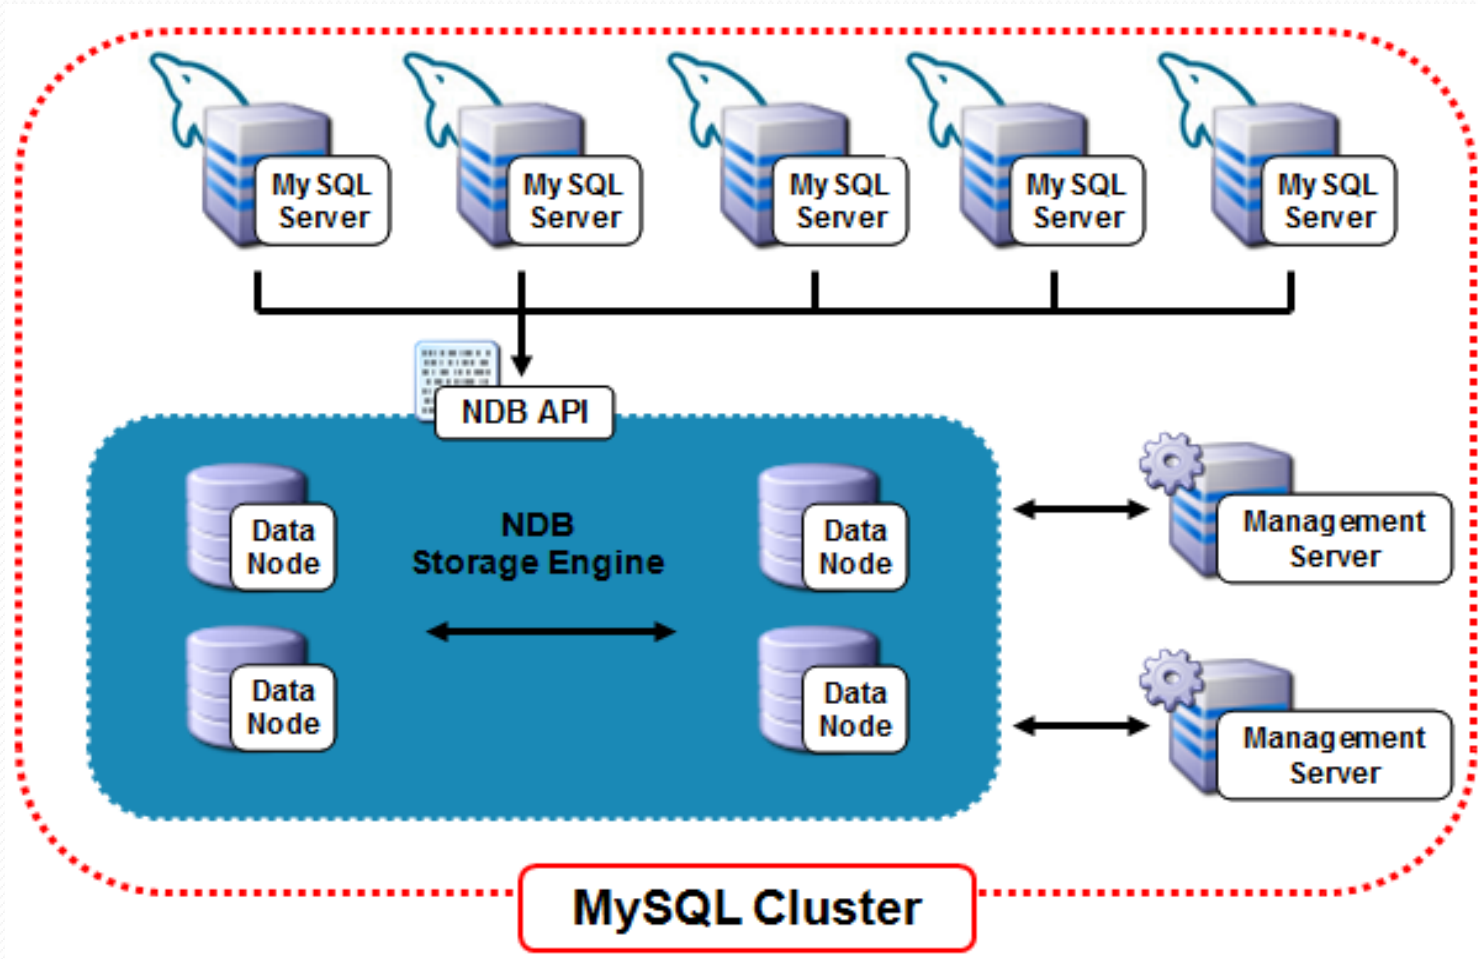 My SQL
Server
My SQL
Server
My SQL
Server
My SQL
Server
My SQL
Server
NDB API
Data
Node
NDB
Storage Engine
Data
Node
Management
Server
Data
Node
Data
Node
Management
Server
MySQL Cluster